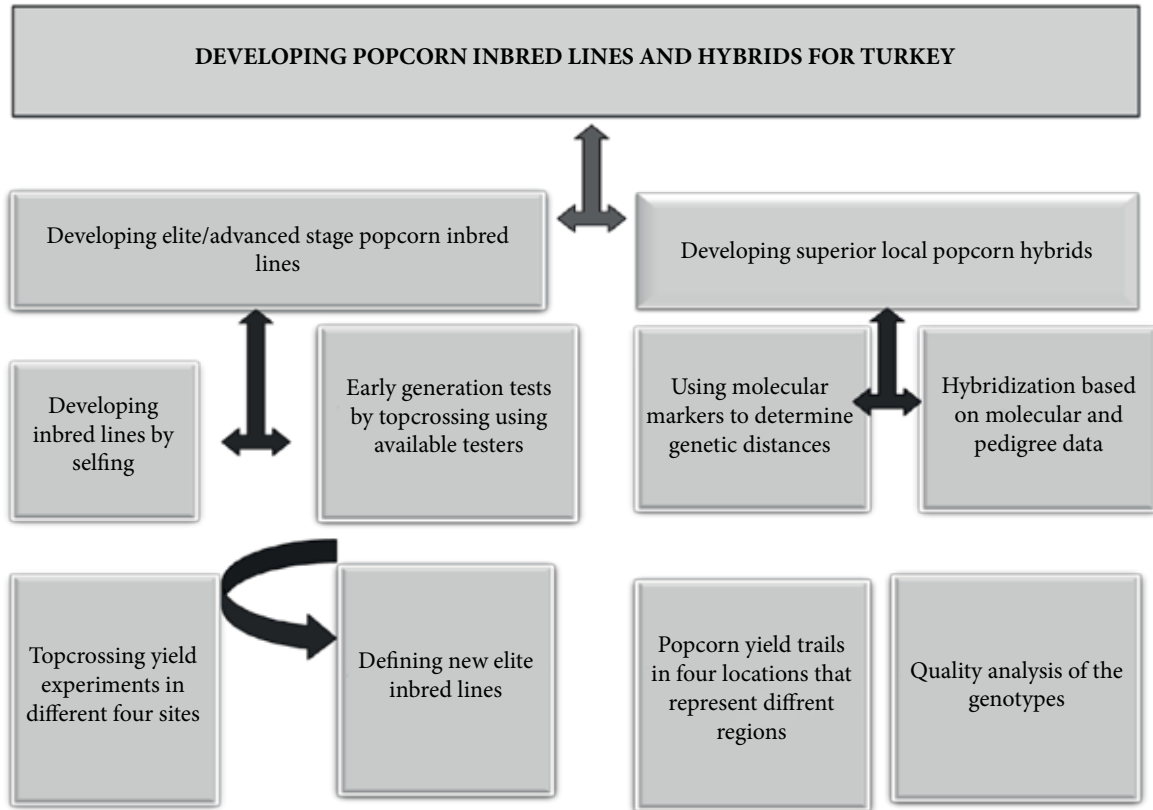 DEVELOPING POPCORN INBRED LINES AND HYBRIDS FOR TURKEY
Developing elite/advanced stage popcorn inbred
lines
Developing superior local popcorn hybrids
Developing
inbred lines by
selfing
Early generation tests
by topcrossing using
available testers
Using molecular
markers to determine
genetic distances
Hybridization based
on molecular and
pedigree data
Topcrossing yield
experiments in
different four sites
Defining new elite
inbred lines
Popcorn yield trails
in four locations that
represent diffrent
regions
Quality analysis of the
genotypes